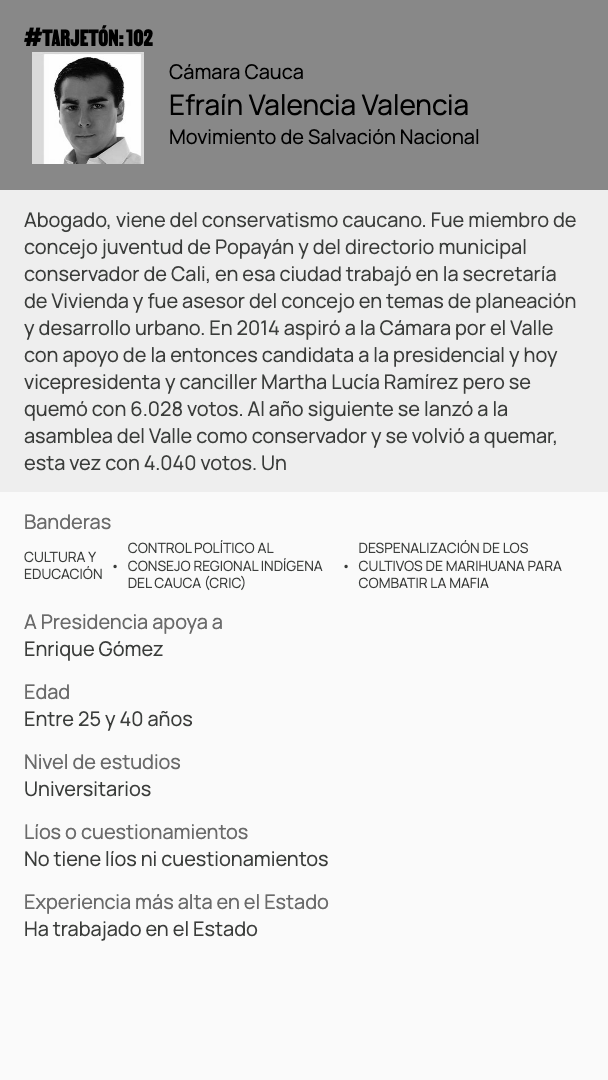 #TARJETÓN: 102
Cámara Cauca
Efraín Valencia Valencia
Movimiento de Salvación Nacional
Abogado, viene del conservatismo caucano. Fue miembro de
concejo juventud de Popayán y del directorio municipal
conservador de Cali, en esa ciudad trabajó en la secretaría
de Vivienda y fue asesor del concejo en temas de planeación
y desarrollo urbano. En 2014 aspiró a la Cámara por el Valle
con apoyo de la entonces candidata a la presidencial y hoy
vicepresidenta y canciller Martha Lucía Ramírez pero se
quemó con 6.028 votos. Al año siguiente se lanzó a la
asamblea del Valle como conservador y se volvió a quemar,
esta vez con 4.040 votos. Un
Banderas
CULTURA Y
EDUCACIÓN
• CONTROL POLÍTICO AL
CONSEJO REGIONAL INDÍGENA
DEL CAUCA (CRIC)
• DESPENALIZACIÓN DE LOS
CULTIVOS DE MARIHUANA PARA
COMBATIR LA MAFIA
A Presidencia apoya a
Enrique Gómez
Edad
Entre 25 y 40 años
Nivel de estudios
Universitarios
Líos o cuestionamientos
No tiene líos ni cuestionamientos
Experiencia más alta en el Estado
Ha trabajado en el Estado